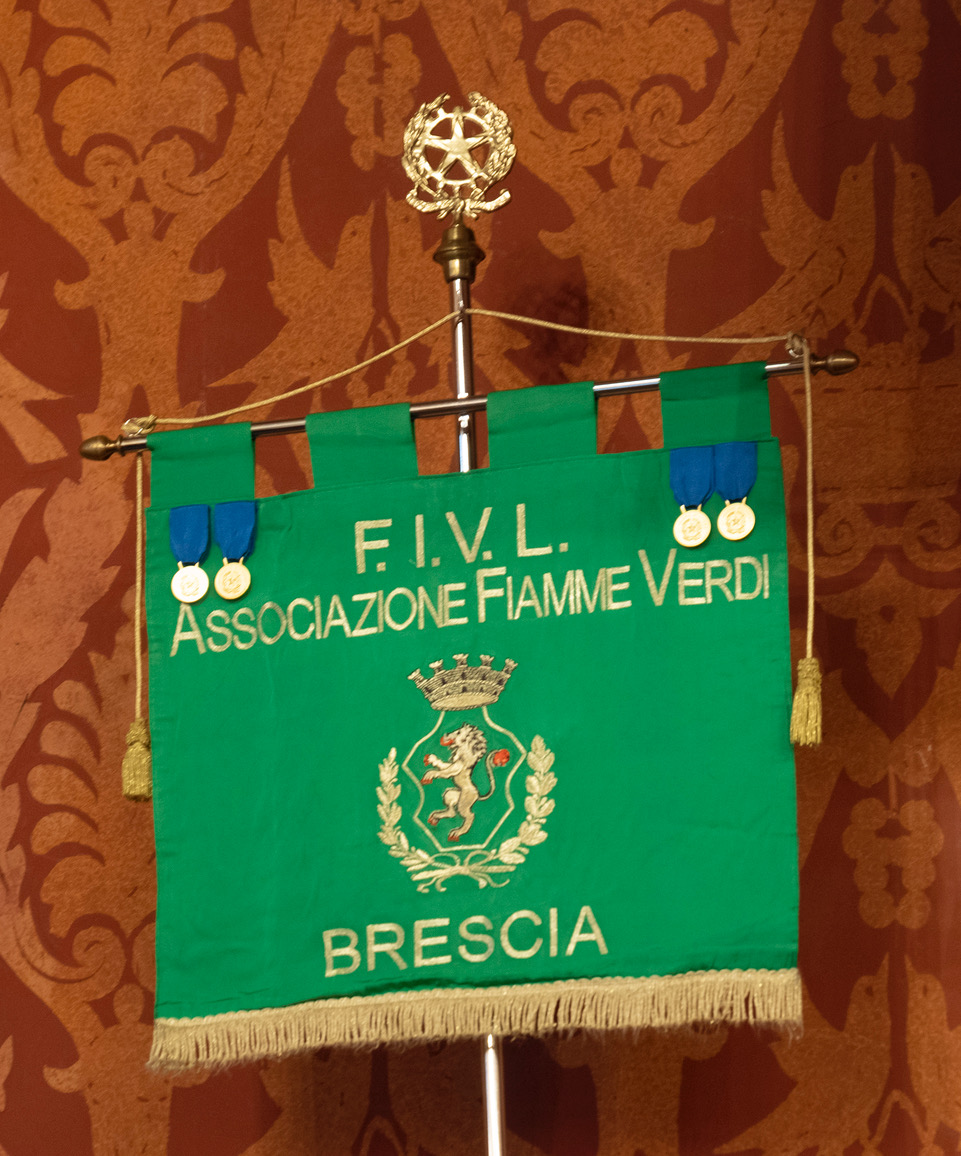 F. I. V. L.
ASSOCIAZIONE FIAMME VERDI
BRESCIA